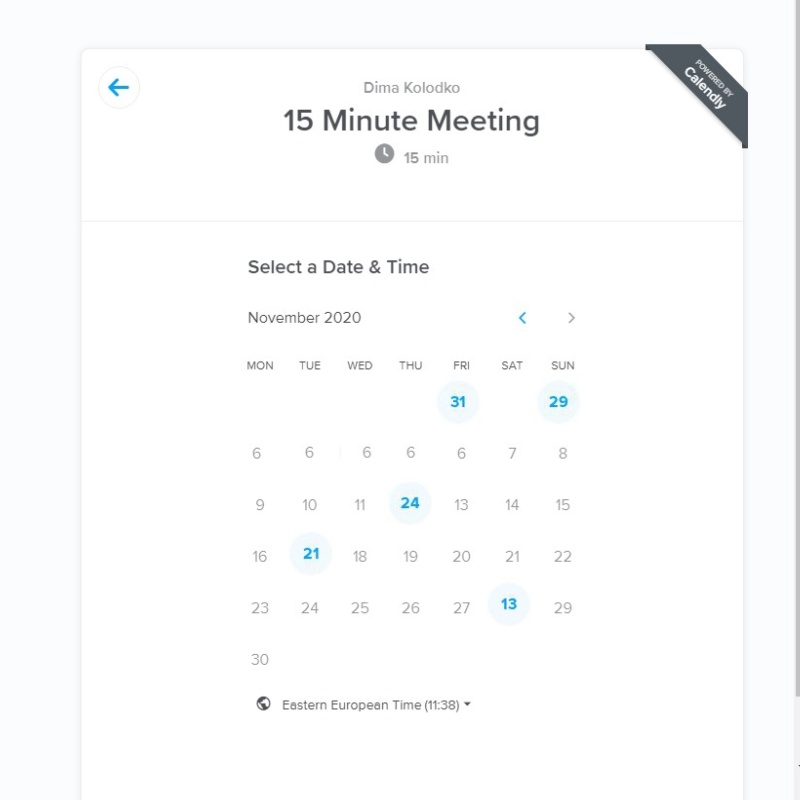 POWERED BY
Calendly
Dima Kolodko
15 Minute Meeting
15 min
Select a Date & Time
November 2020
MON TUE WED THU FRI SAT SUN
31 29
6 6 6 6 6 7 8
9 10 11 24 13 14 15
16 21 18 19 20 21 22
23 24 25 26 27 13 29
30
Eastern European Time (11:38)